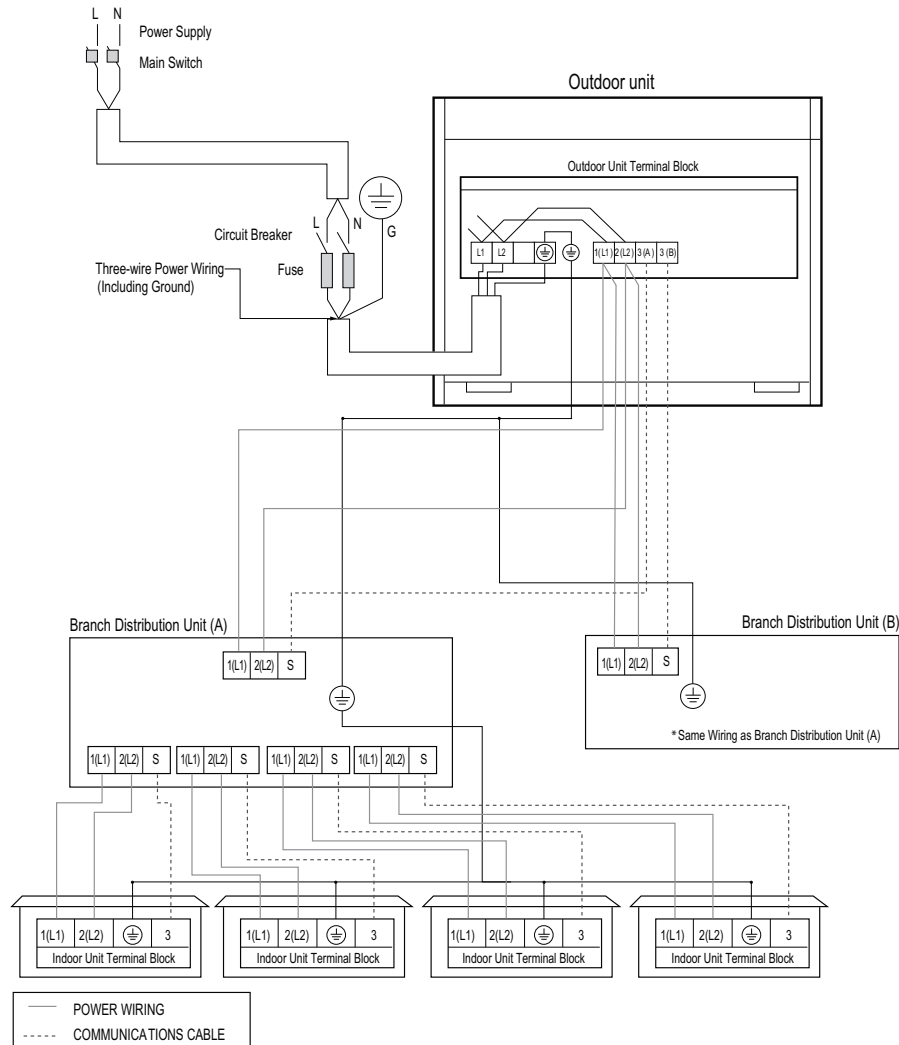 L N
Power Supply
Main Switch
Outdoor unit
Outdoor Unit Terminal Block
L N
G
Circuit Breaker
Fuse
Three-wire Power Wiring
(Including Ground)
L1 L2
1(L1) 2(L2) 3(A) 3(B)
Branch Distribution Unit (A)
1(L1) 2(L2) S
1(L1) 2(L2) S
1(L1) 2(L2) S
1(L1) 2(L2) S
1(L1) 2(L2) S
Branch Distribution Unit (B)
1(L1) 2(L2) S
*Same Wiring as Branch Distribution Unit (A)
1(L1) 2(L2) 3
Indoor Unit Terminal Block
1(L1) 2(L2) 3
Indoor Unit Terminal Block
1(L1) 2(L2) 3
Indoor Unit Terminal Block
1(L1) 2(L2) 3
Indoor Unit Terminal Block
POWER WIRING
COMMUNICATIONS CABLE